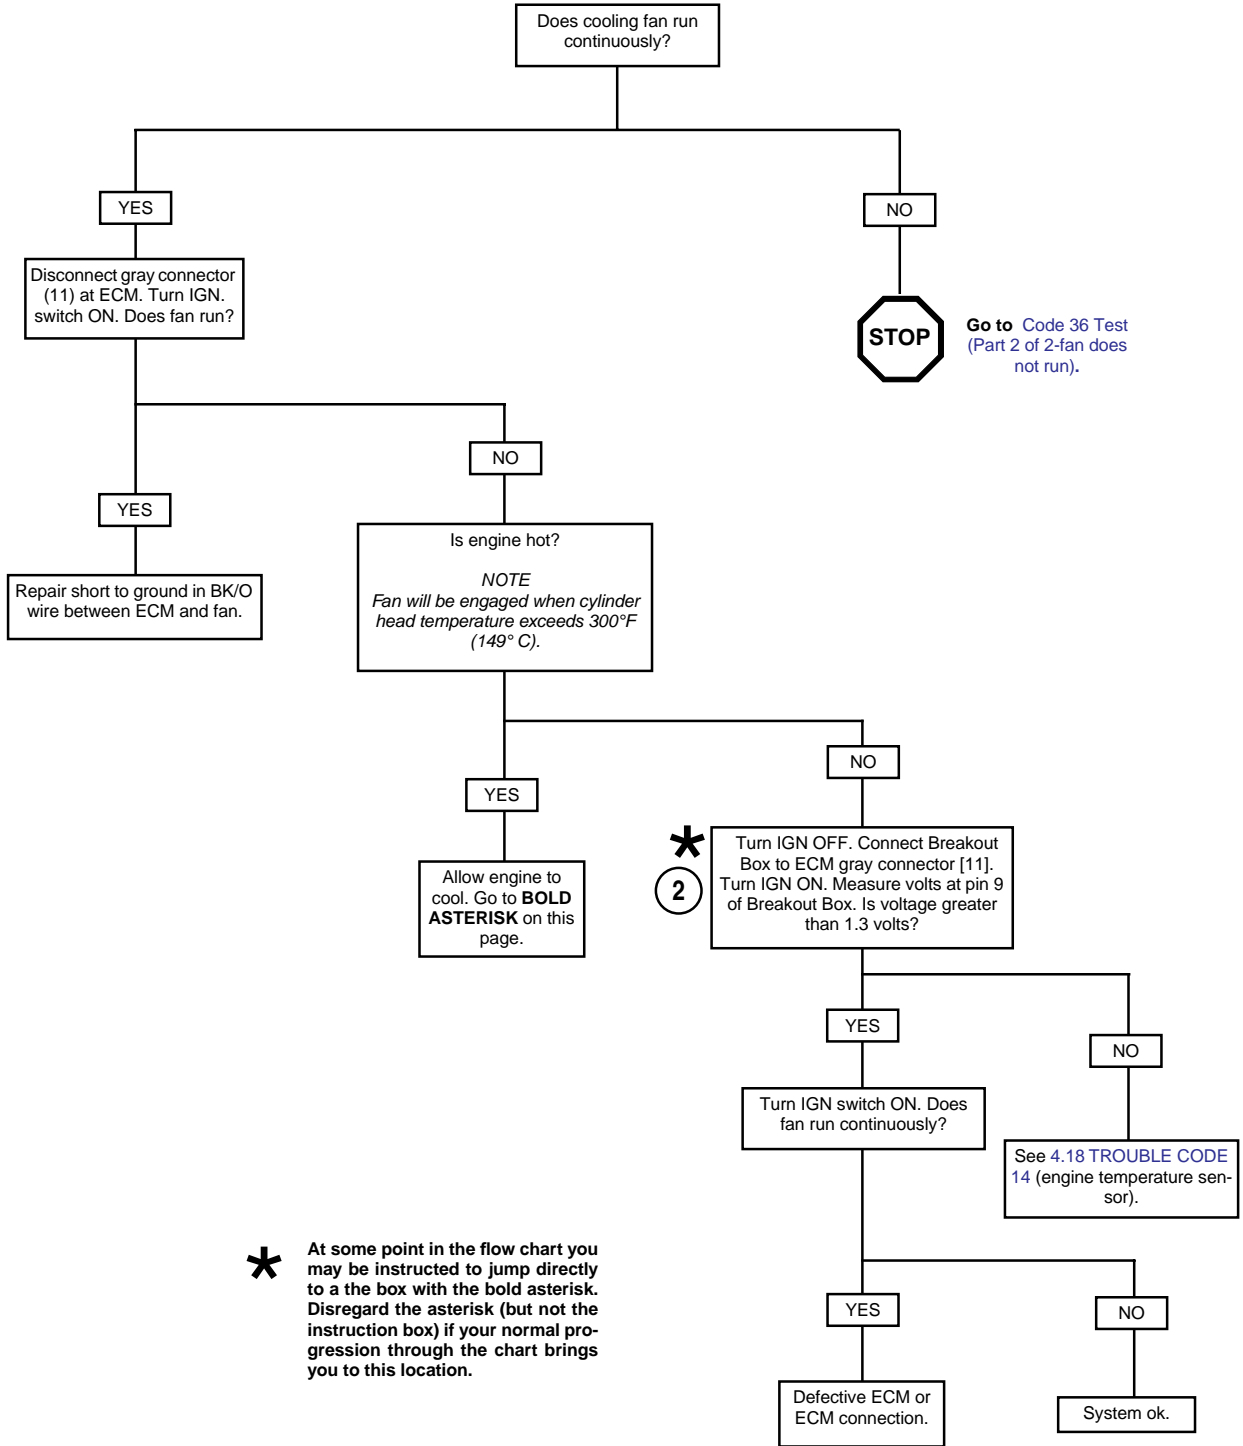 Does cooling fan run
continuously?
YES
NO
Disconnect gray connector
(11) at ECM. Turn IGN.
switch ON. Does fan run?
STOP
Go to Code 36 Test
(Part 2 of 2-fan does
not run).
NO
YES
Is engine hot?
NOTE
Fan will be engaged when cylinder
head temperature exceeds 300°F
(149° C).
Repair short to ground in BK/O
wire between ECM and fan.
NO
YES
*
2
Turn IGN OFF. Connect Breakout
Box to ECM gray connector [11].
Turn IGN ON. Measure volts at pin 9
of Breakout Box. Is voltage greater
than 1.3 volts?
Allow engine to
cool. Go to BOLD
ASTERISK on this
page.
YES
NO
Turn IGN switch ON. Does
fan run continuously?
See 4.18 TROUBLE CODE
14 (engine temperature sen-
sor).
*
At some point in the flow chart you
may be instructed to jump directly
to a the box with the bold asterisk.
Disregard the asterisk (but not the
instruction box) if your normal pro-
gression through the chart brings
you to this location.
YES
NO
Defective ECM or
ECM connection.
System ok.